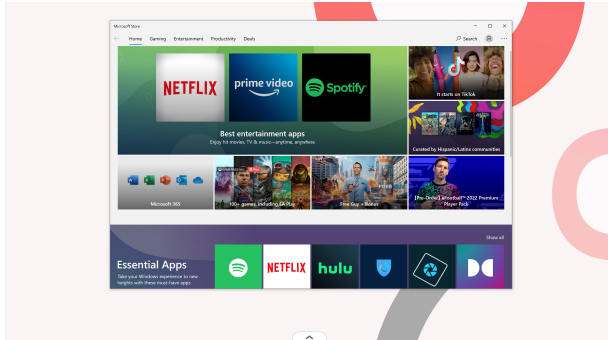 Microsoft Store
Home Gaming Entertainment Productivity Deals
Search
NETFLIX
prime video
Spotify
Best entertainment apps
Enjoy hit movies, TV & music—anytime, anywhere
It starts on TikTok
Curated by Hispanic/Latinx communities
Microsoft 365
100+ games, including EA Play
Free Guy + Bonus
[Pre-Order] eFootball™ 2022 Premium
Player Pack
Show all
Essential Apps
Take your Windows experience to new
heights with these must-have apps
NETFLIX
hulu